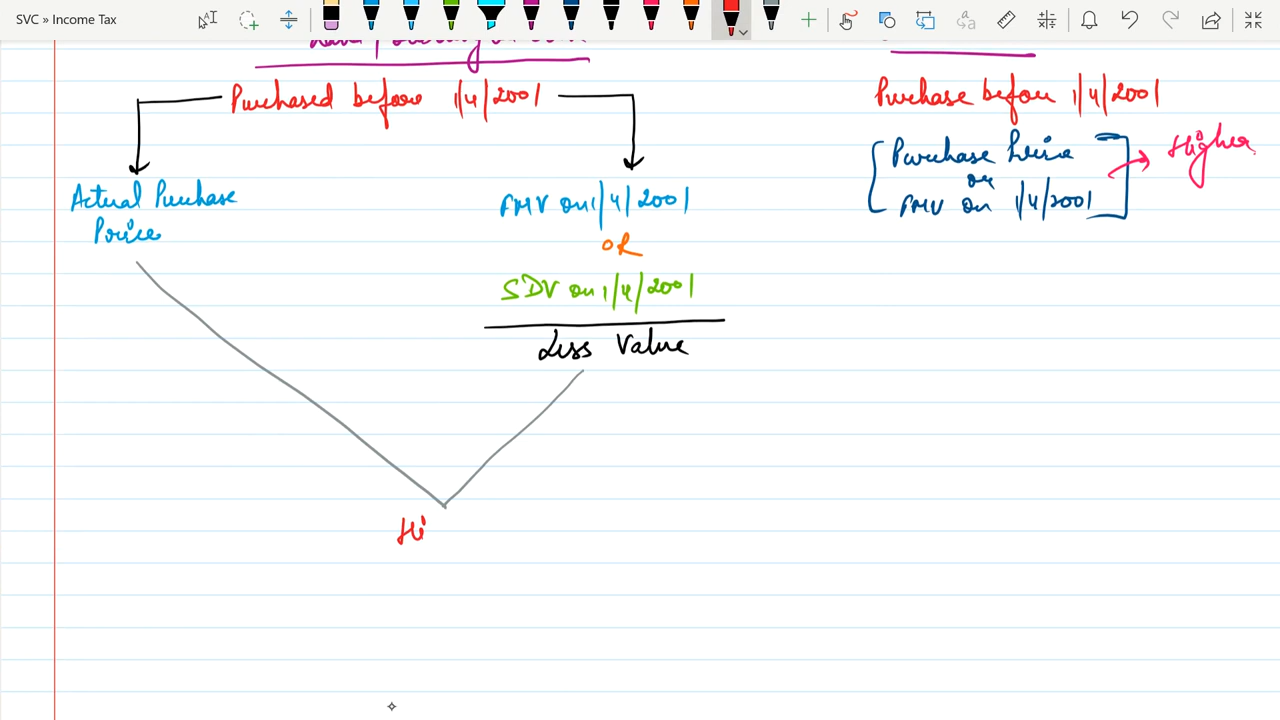 SVC » Income Tax
Purchased before 1/4/2001
Actual Purchase
Price
FMV on 1/4/2001
OR
SDV on 1/4/2001
Less Value
Hi
Purchase before 1/4/2001
Purchase Price
or
FMV on 1/4/2001
Higher